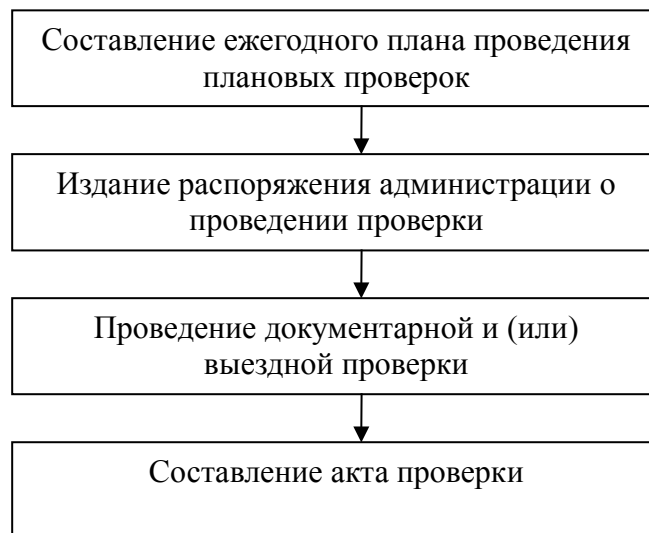 Составление ежегодного плана проведения
плановых проверок
Издание распоряжения администрации о
проведении проверки
Проведение документарной и (или)
выездной проверки
Составление акта проверки